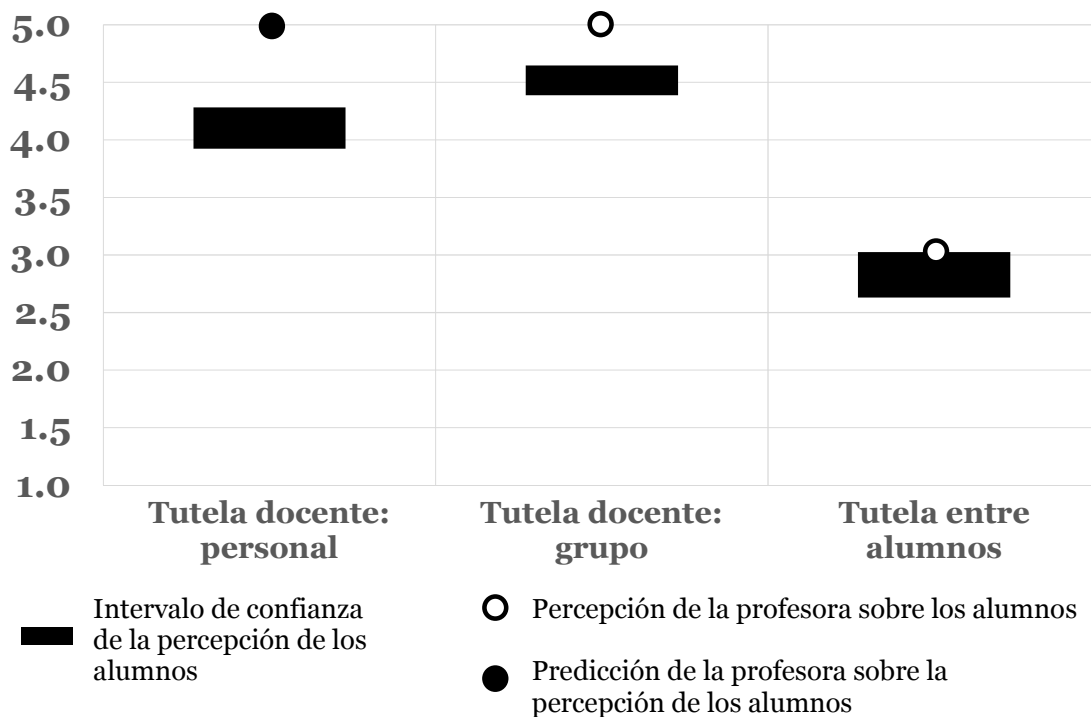 5.0
4.5
4.0
3.5
3.0
2.5
2.0
1.5
1.0
Tutela docente:
personal
Tutela docente:
grupo
Tutela entre
alumnos
Intervalo de confianza
de la percepción de los
alumnos
Percepción de la profesora sobre los alumnos
Predicción de la profesora sobre la
percepción de los alumnos